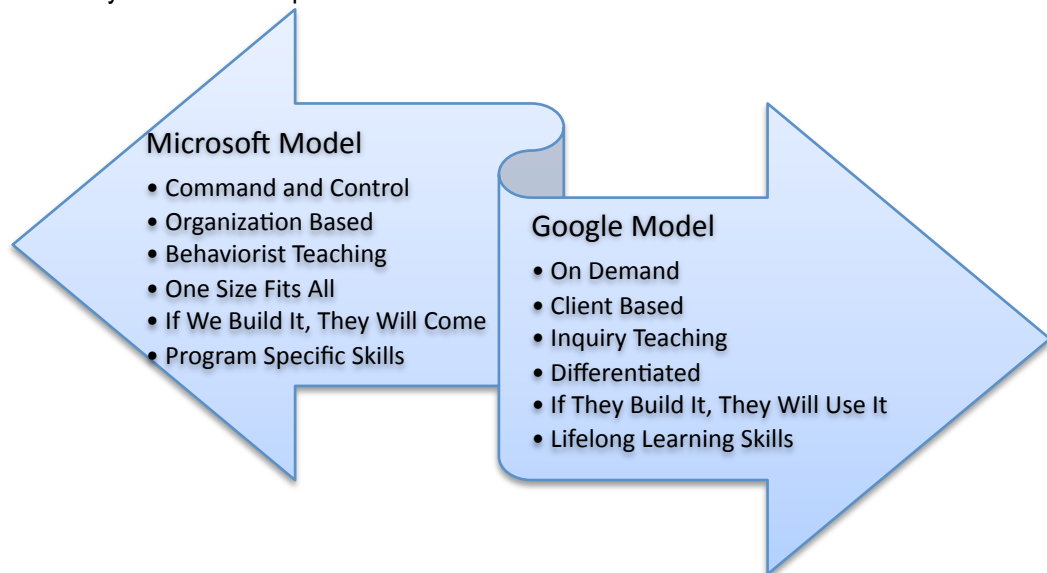 Microsoft Model
• Command and Control
• Organization Based
• Behaviorist Teaching
• One Size Fits All
• If We Build It, They Will Come
• Program Specific Skills
Google Model
• On Demand
• Client Based
• Inquiry Teaching
• Differentiated
• If They Build It, They Will Use It
• Lifelong Learning Skills